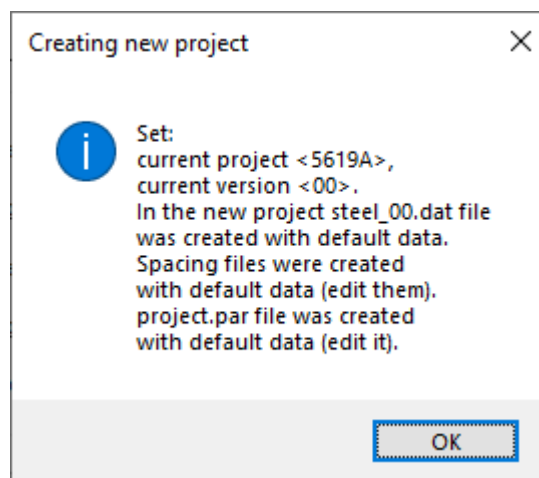 Creating new project
Set:
current project <5619A>,
current version <00>.
In the new project steel_00.dat file
was created with default data.
Spacing files were created
with default data (edit them).
project.par file was created
with default data (edit it).
OK